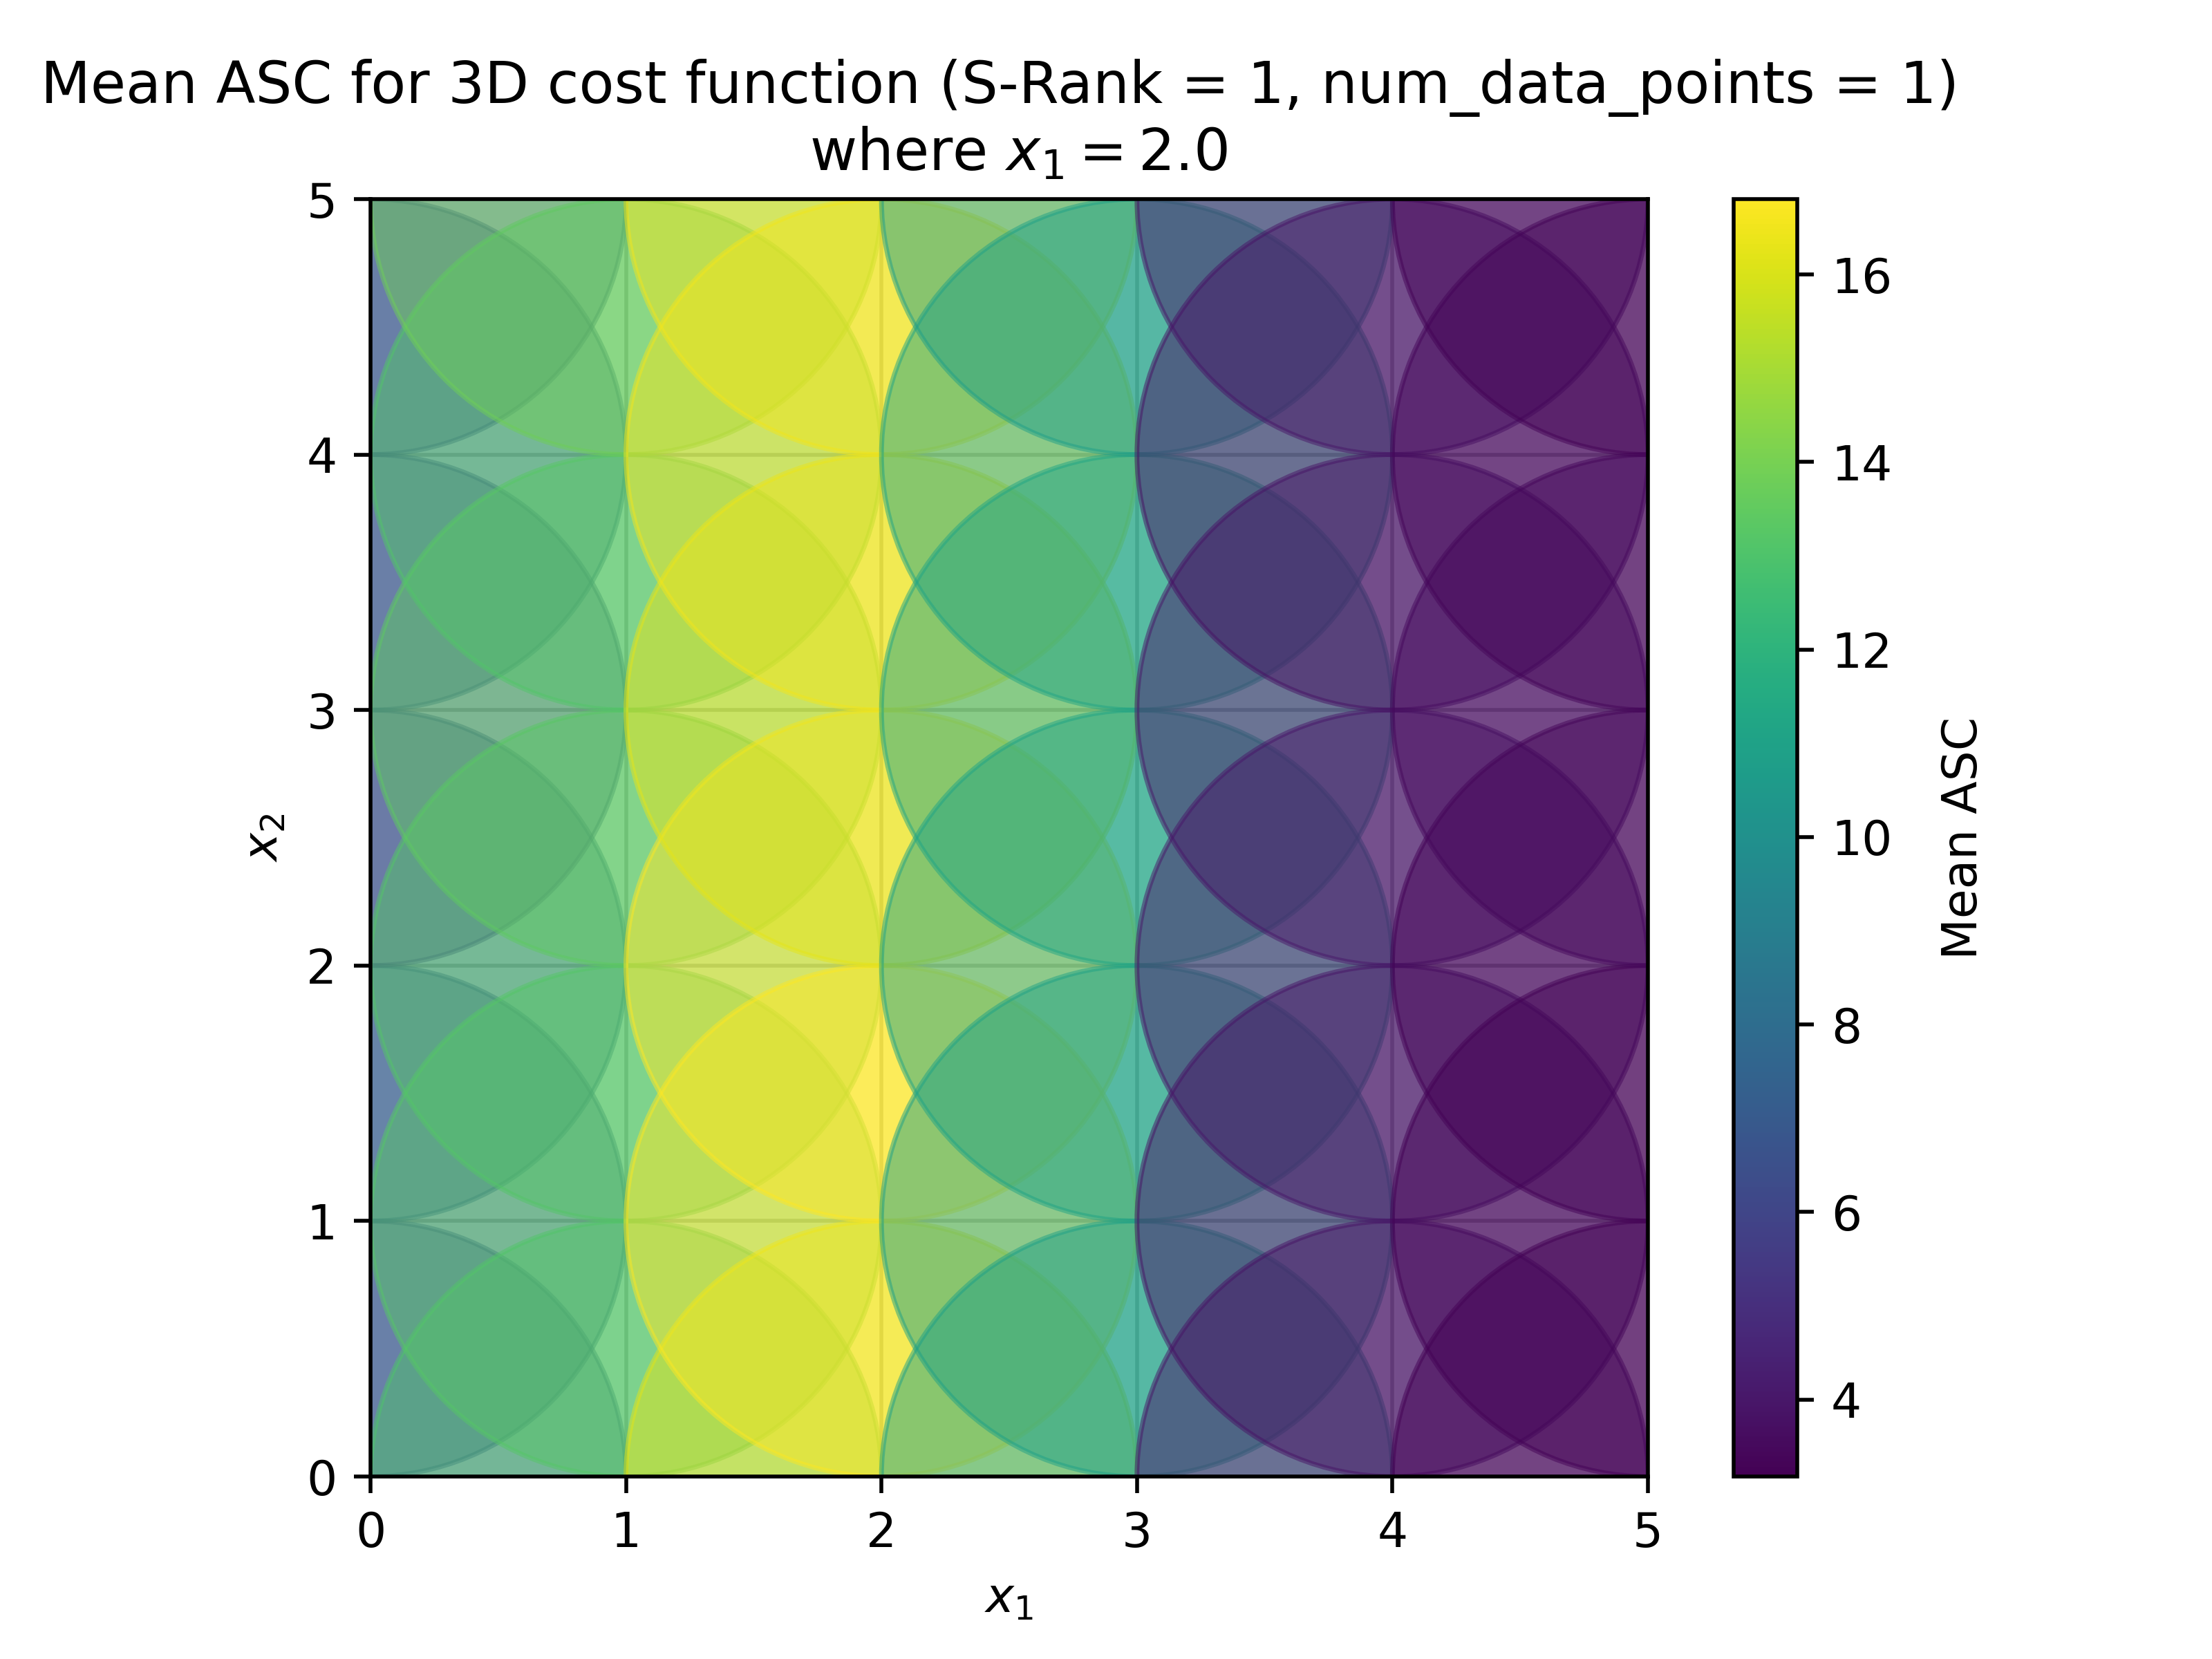 Mean ASC for 3D cost function (S-Rank = 1, num_data_points = 1)
where x₁ = 2.0
5
4
3
2
1
0
x₂
0 1 2 3 4 5
x₁
16
14
12
10
8
6
4
Mean ASC